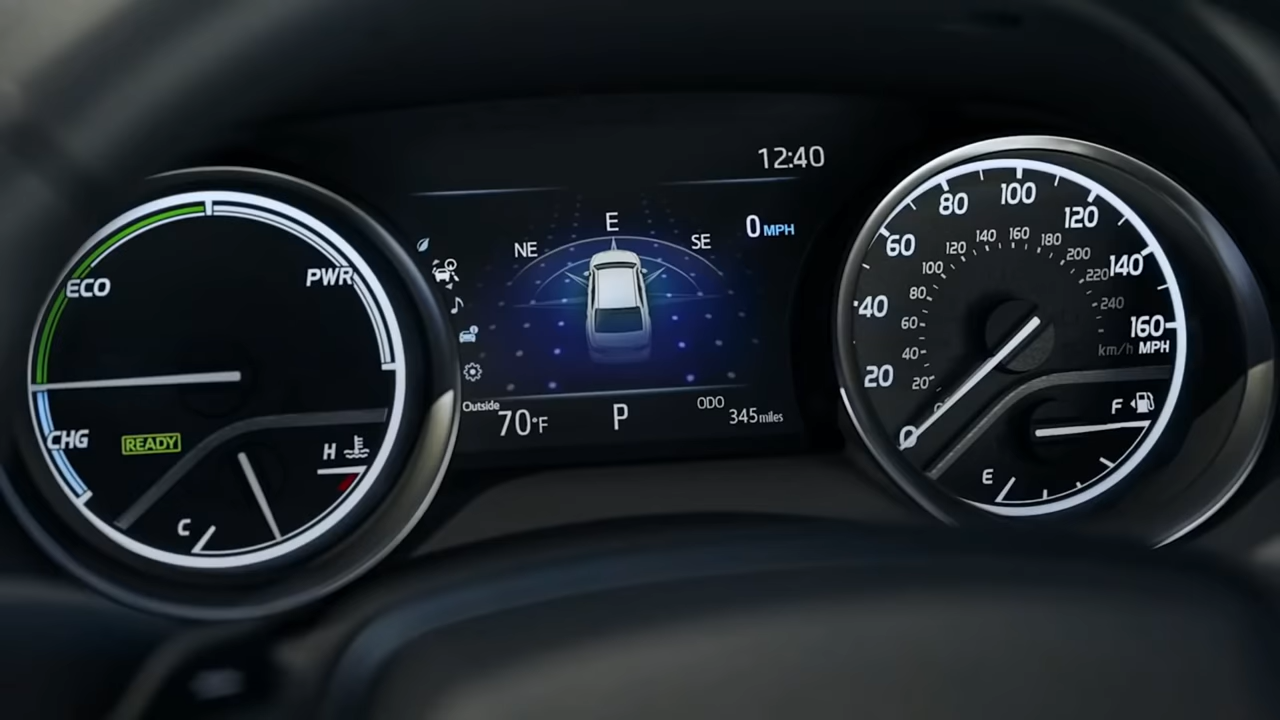 ECO
PWR
CHG
READY
H
C
12:40
NE
E
SE
0 MPH
Outside
70°F
P
ODO
345 miles
0
20
40
60
80
100
120
140
160
20
40
60
80
100
120
140
160
180
200
220
240
km/h MPH
F
E